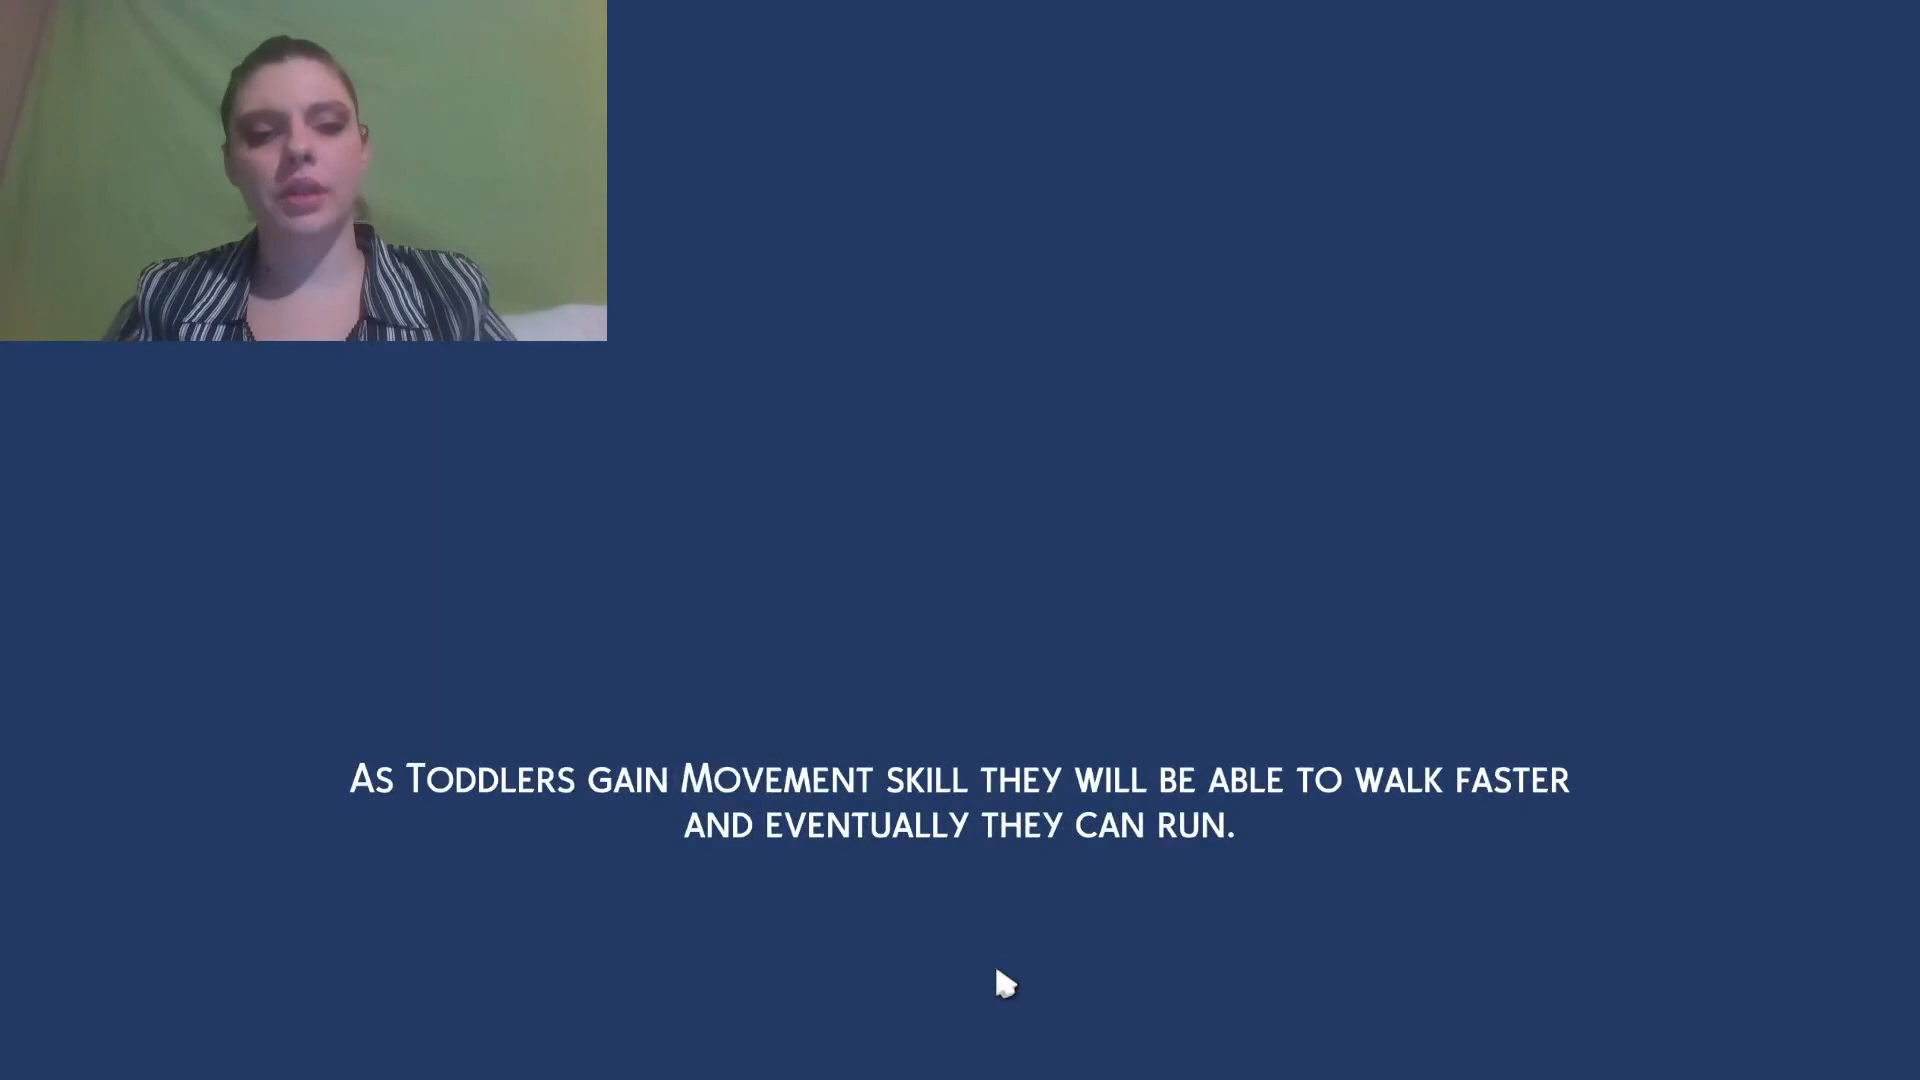 As Toddlers gain Movement skill they will be able to walk faster
and eventually they can run.